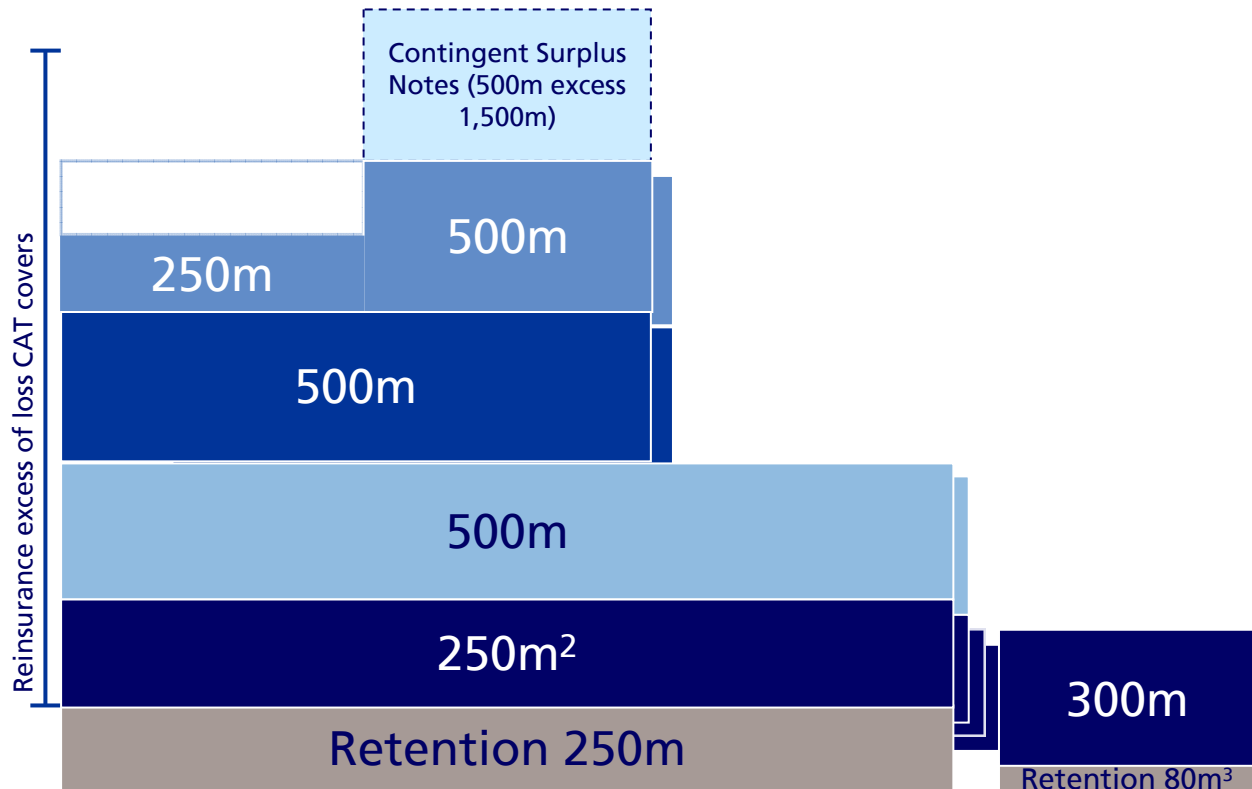 Contingent Surplus
Notes (500m excess
1,500m)
500m
250m
500m
500m
250m²
Retention 250m
300m
Retention 80m³
Reinsurance excess of loss CAT covers